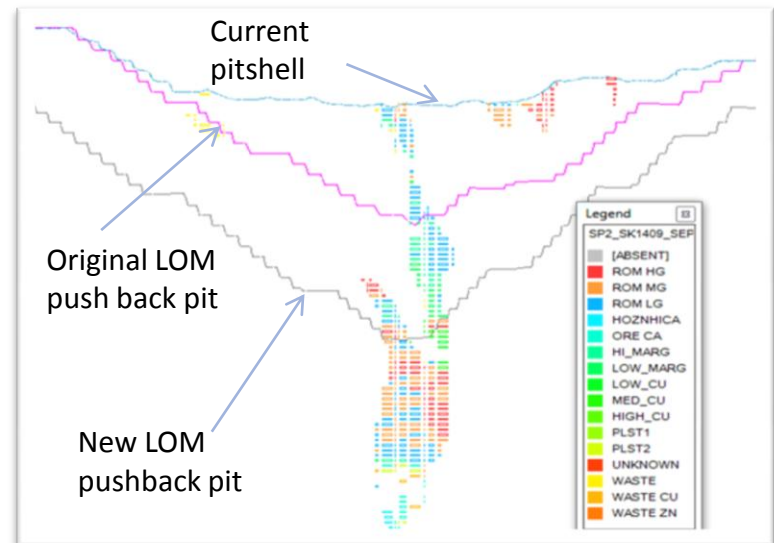 Current
pitshell
Original LOM
push back pit
New LOM
pushback pit
Legend
SP2_SK1409_SEP
[ABSENT]
ROM HG
ROM MG
ROM LG
HOZNHICA
ORE CA
HI_MARG
LOW_MARG
LOW_CU
MED_CU
HIGH_CU
PLST1
PLST2
UNKNOWN
WASTE
WASTE CU
WASTE ZN